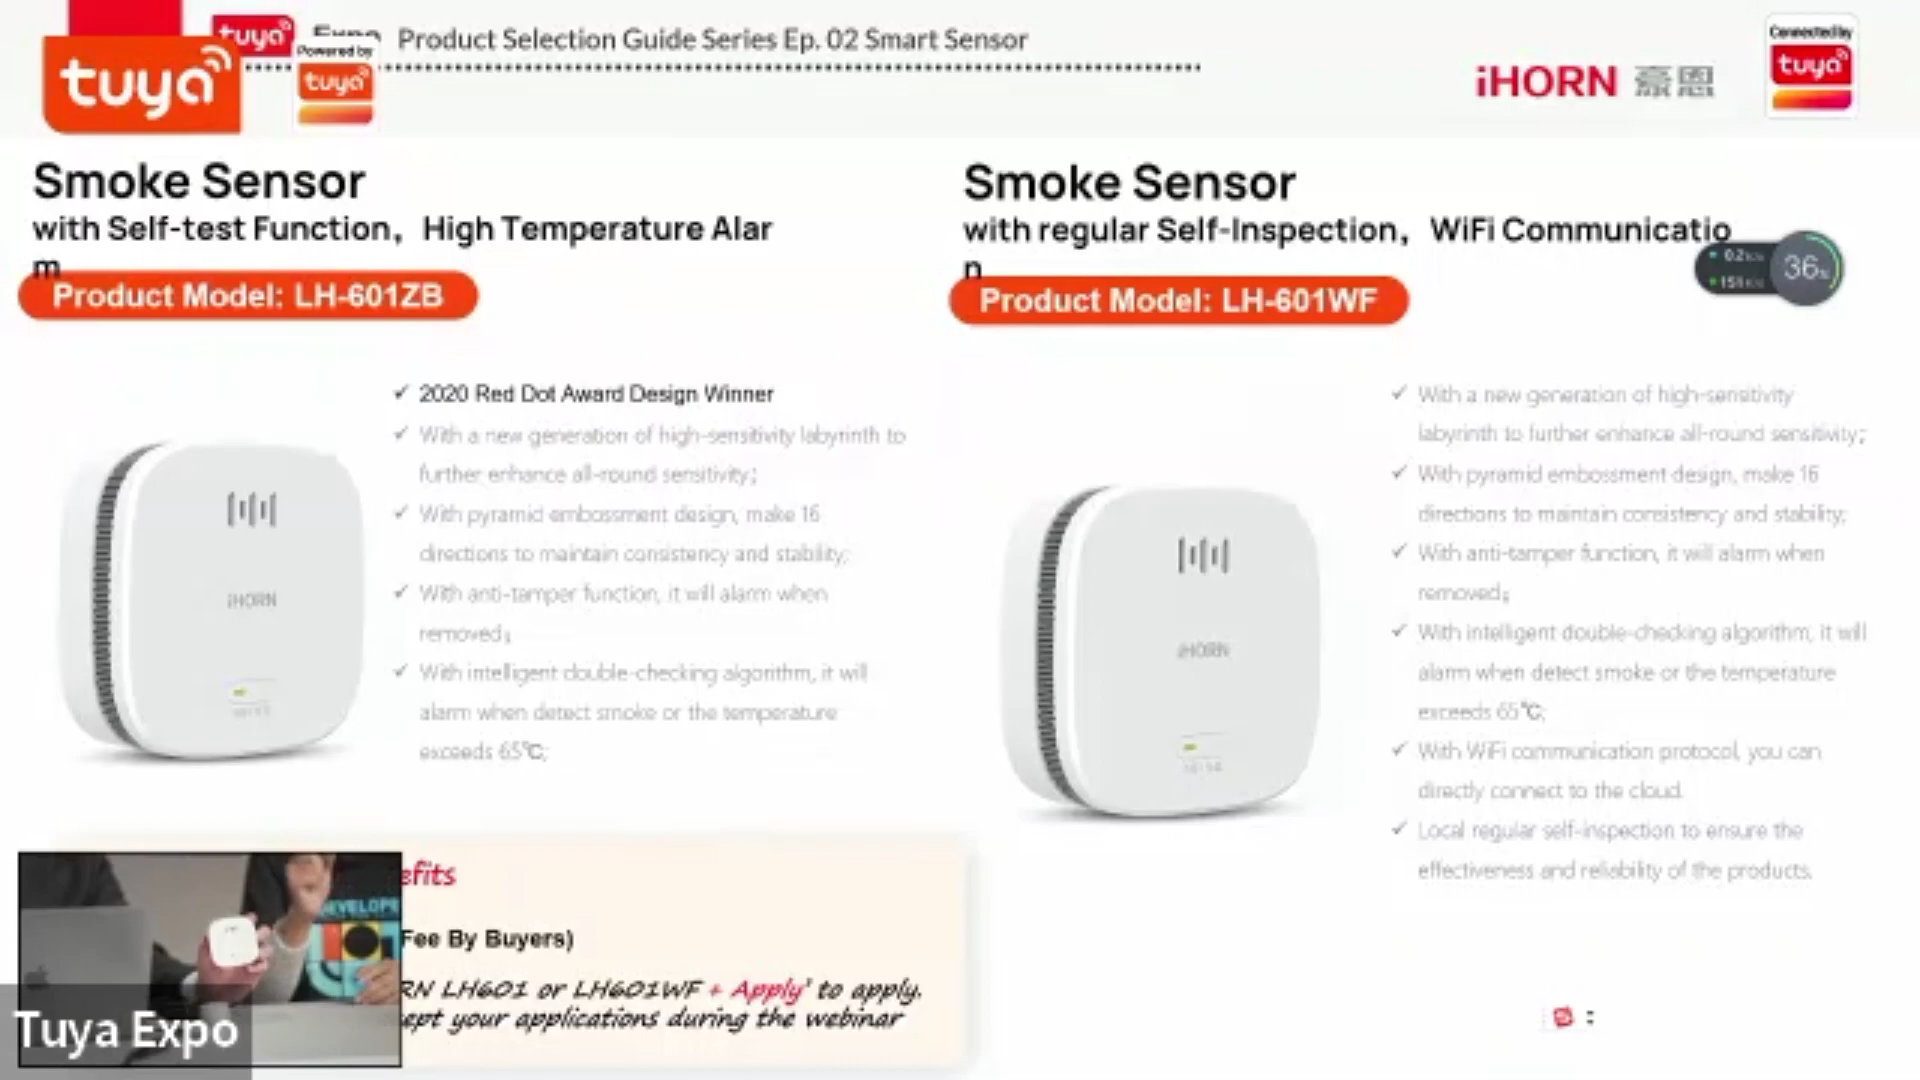 tuya
tuya
Expo
Product Selection Guide Series Ep. 02 Smart Sensor
Powered by
tuya
iHORN 豪恩
Connected by
tuya
Smoke Sensor
with Self-test Function，High Temperature Alar
m
Product Model: LH-601ZB
✓ 2020 Red Dot Award Design Winner
✓ With a new generation of high-sensitivity labyrinth to
further enhance all-round sensitivity;
✓ With pyramid embossment design, make 16
directions to maintain consistency and stability;
✓ With anti-tamper function, it will alarm when
removed;
✓ With intelligent double-checking algorithm, it will
alarm when detect smoke or the temperature
exceeds 65℃;
iHORN
Smoke Sensor
with regular Self-Inspection，WiFi Communicatio
n
36%
Product Model: LH-601WF
✓ With a new generation of high-sensitivity
labyrinth to further enhance all-round sensitivity;
✓ With pyramid embossment design, make 16
directions to maintain consistency and stability;
✓ With anti-tamper function, it will alarm when
removed;
✓ With intelligent double-checking algorithm, it will
alarm when detect smoke or the temperature
exceeds 65℃;
✓ With WiFi communication protocol, you can
directly connect to the cloud.
✓ Local regular self-inspection to ensure the
effectiveness and reliability of the products.
iHORN
efits
Fee By Buyers)
RN LH601 or LH601WF + Apply' to apply.
ept your applications during the webinar
EVELOPE
Tuya Expo
: